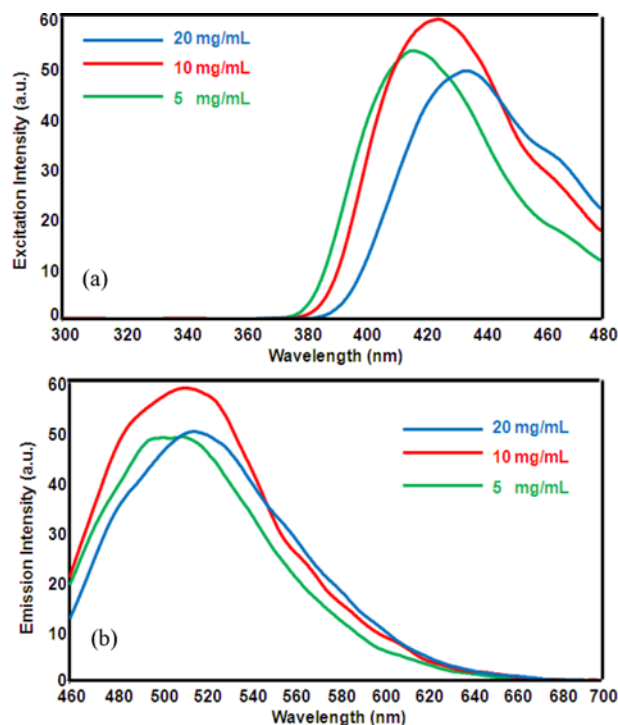 60
50
40
30
20
10
0
Excitation Intensity (a.u.)
20 mg/mL
10 mg/mL
5 mg/mL
(a)
300 320 340 360 380 400 420 440 460 480
Wavelength (nm)
60
50
40
30
20
10
0
Emission Intensity (a.u.)
20 mg/mL
10 mg/mL
5 mg/mL
(b)
460 480 500 520 540 560 580 600 620 640 660 680 700
Wavelength (nm)